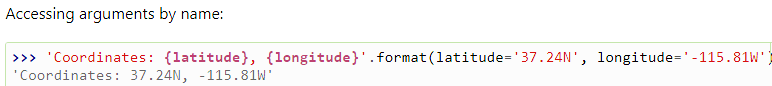 Accessing arguments by name:
>>> 'Coordinates: {latitude}, {longitude}'.format(latitude='37.24N', longitude='-115.81W')
'Coordinates: 37.24N, -115.81W'